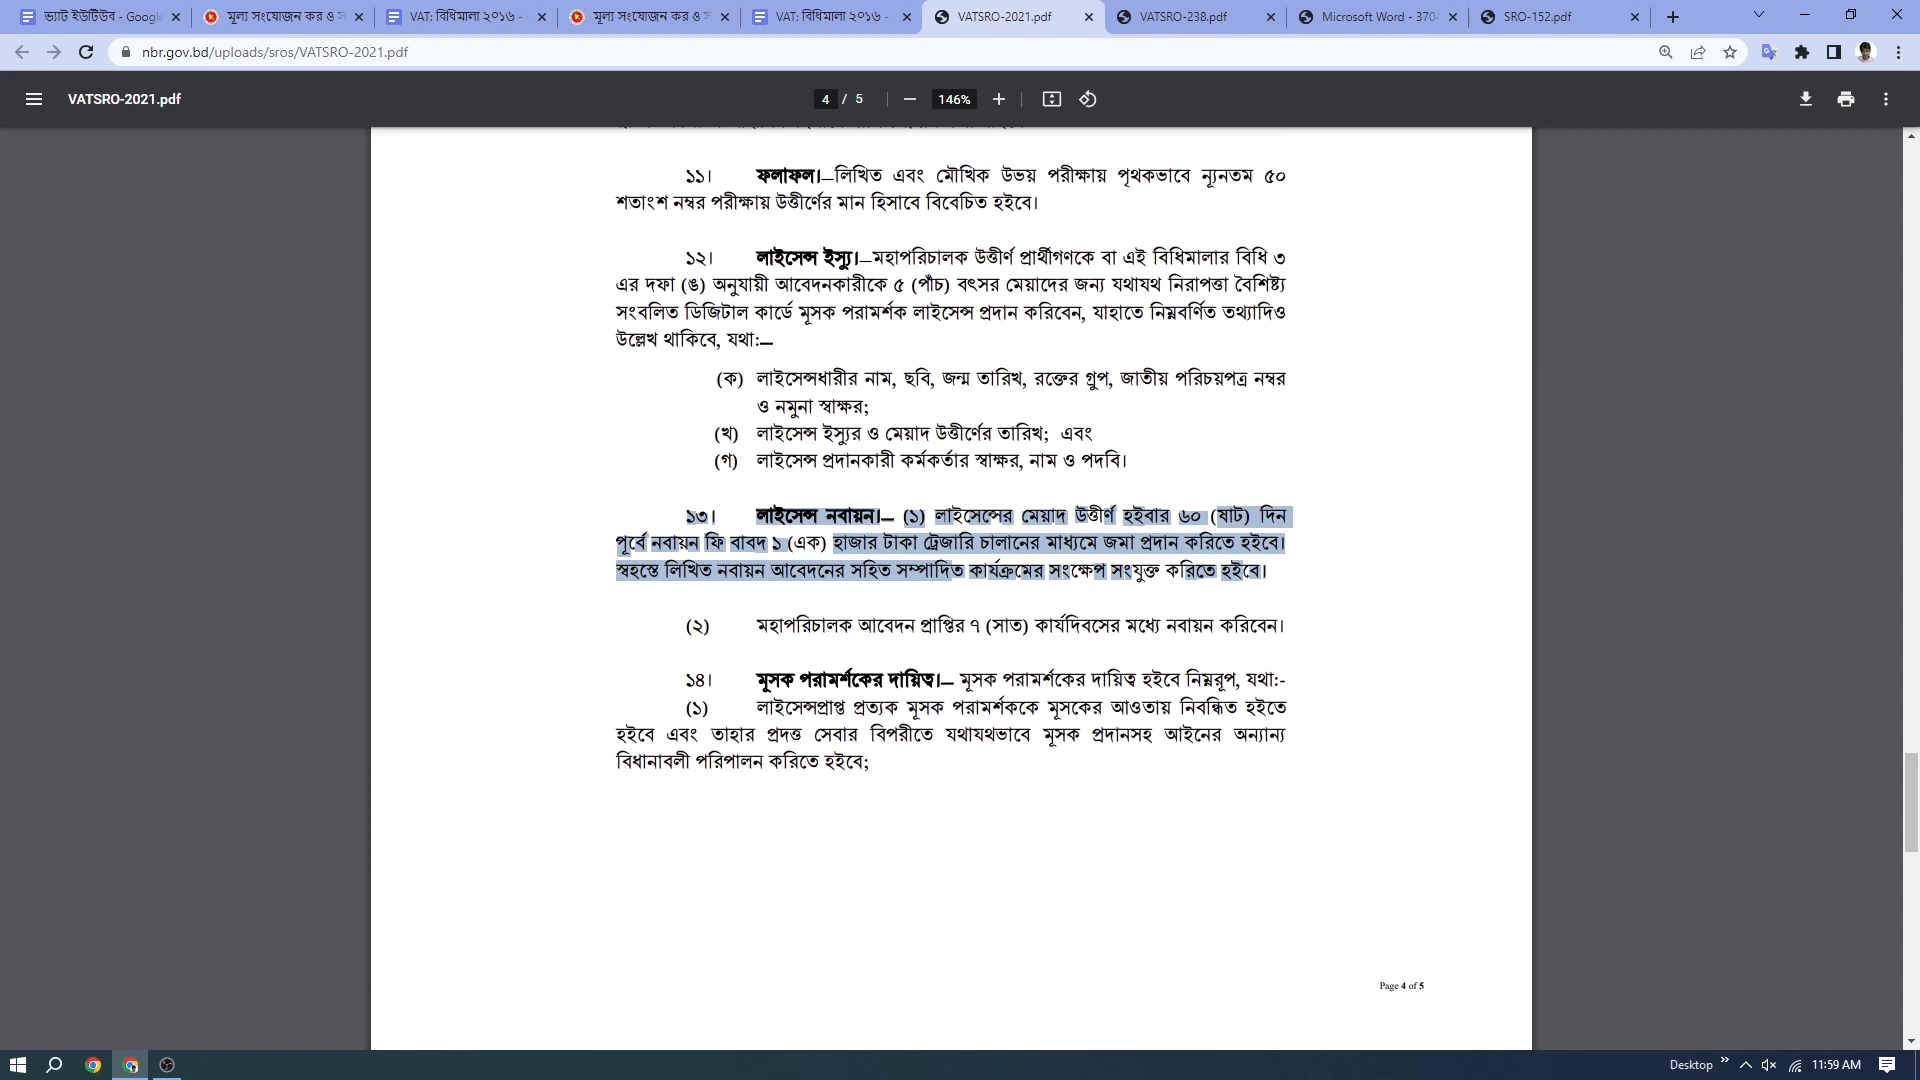 ভ্যাট ইউটিউব - Google
মূল্য সংযোজন কর ও স
VAT: বিধিমালা ২০১৬ -
মূল্য সংযোজন কর ও স
VAT: বিধিমালা ২০১৬ -
VATSRO-2021.pdf
VATSRO-238.pdf
Microsoft Word - 370
SRO-152.pdf
nbr.gov.bd/uploads/sros/VATSRO-2021.pdf
VATSRO-2021.pdf
4 / 5
146%
১১। ফলাফল।–লিখিত এবং মৌখিক উভয় পরীক্ষায় পৃথকভাবে ন্যূনতম ৫০
শতাংশ নম্বর পরীক্ষায় উত্তীর্ণের মান হিসাবে বিবেচিত হইবে।
১২। লাইসেন্স ইস্যু।–মহাপরিচালক উত্তীর্ণ প্রার্থীগণকে বা এই বিধিমালার বিধি ৩
এর দফা (ঙ) অনুযায়ী আবেদনকারীকে ৫ (পাঁচ) বৎসর মেয়াদের জন্য যথাযথ নিরাপত্তা বৈশিষ্ট্য
সংবলিত ডিজিটাল কার্ডে মূসক পরামর্শক লাইসেন্স প্রদান করিবেন, যাহাতে নিম্নবর্ণিত তথ্যাদিও
উল্লেখ থাকিবে, যথা:–
(ক) লাইসেন্সধারীর নাম, ছবি, জন্ম তারিখ, রক্তের গ্রুপ, জাতীয় পরিচয়পত্র নম্বর
ও নমুনা স্বাক্ষর;
(খ) লাইসেন্স ইস্যুর ও মেয়াদ উত্তীর্ণের তারিখ; এবং
(গ) লাইসেন্স প্রদানকারী কর্মকর্তার স্বাক্ষর, নাম ও পদবি।
১৩। লাইসেন্স নবায়ন।– (১) লাইসেন্সের মেয়াদ উত্তীর্ণ হইবার ৬০ (ষাট) দিন
পূর্বে নবায়ন ফি বাবদ ১ (এক) হাজার টাকা ট্রেজারি চালানের মাধ্যমে জমা প্রদান করিতে হইবে।
স্বহস্তে লিখিত নবায়ন আবেদনের সহিত সম্পাদিত কার্যক্রমের সংক্ষেপ সংযুক্ত করিতে হইবে।
(২) মহাপরিচালক আবেদন প্রাপ্তির ৭ (সাত) কার্যদিবসের মধ্যে নবায়ন করিবেন।
১৪। মূসক পরামর্শকের দায়িত্ব।– মূসক পরামর্শকের দায়িত্ব হইবে নিম্নরূপ, যথা:-
(১) লাইসেন্সপ্রাপ্ত প্রত্যক মূসক পরামর্শককে মূসকের আওতায় নিবন্ধিত হইতে
হইবে এবং তাহার প্রদত্ত সেবার বিপরীতে যথাযথভাবে মূসক প্রদানসহ আইনের অন্যান্য
বিধানাবলী পরিপালন করিতে হইবে;
Page 4 of 5
Desktop
11:59 AM